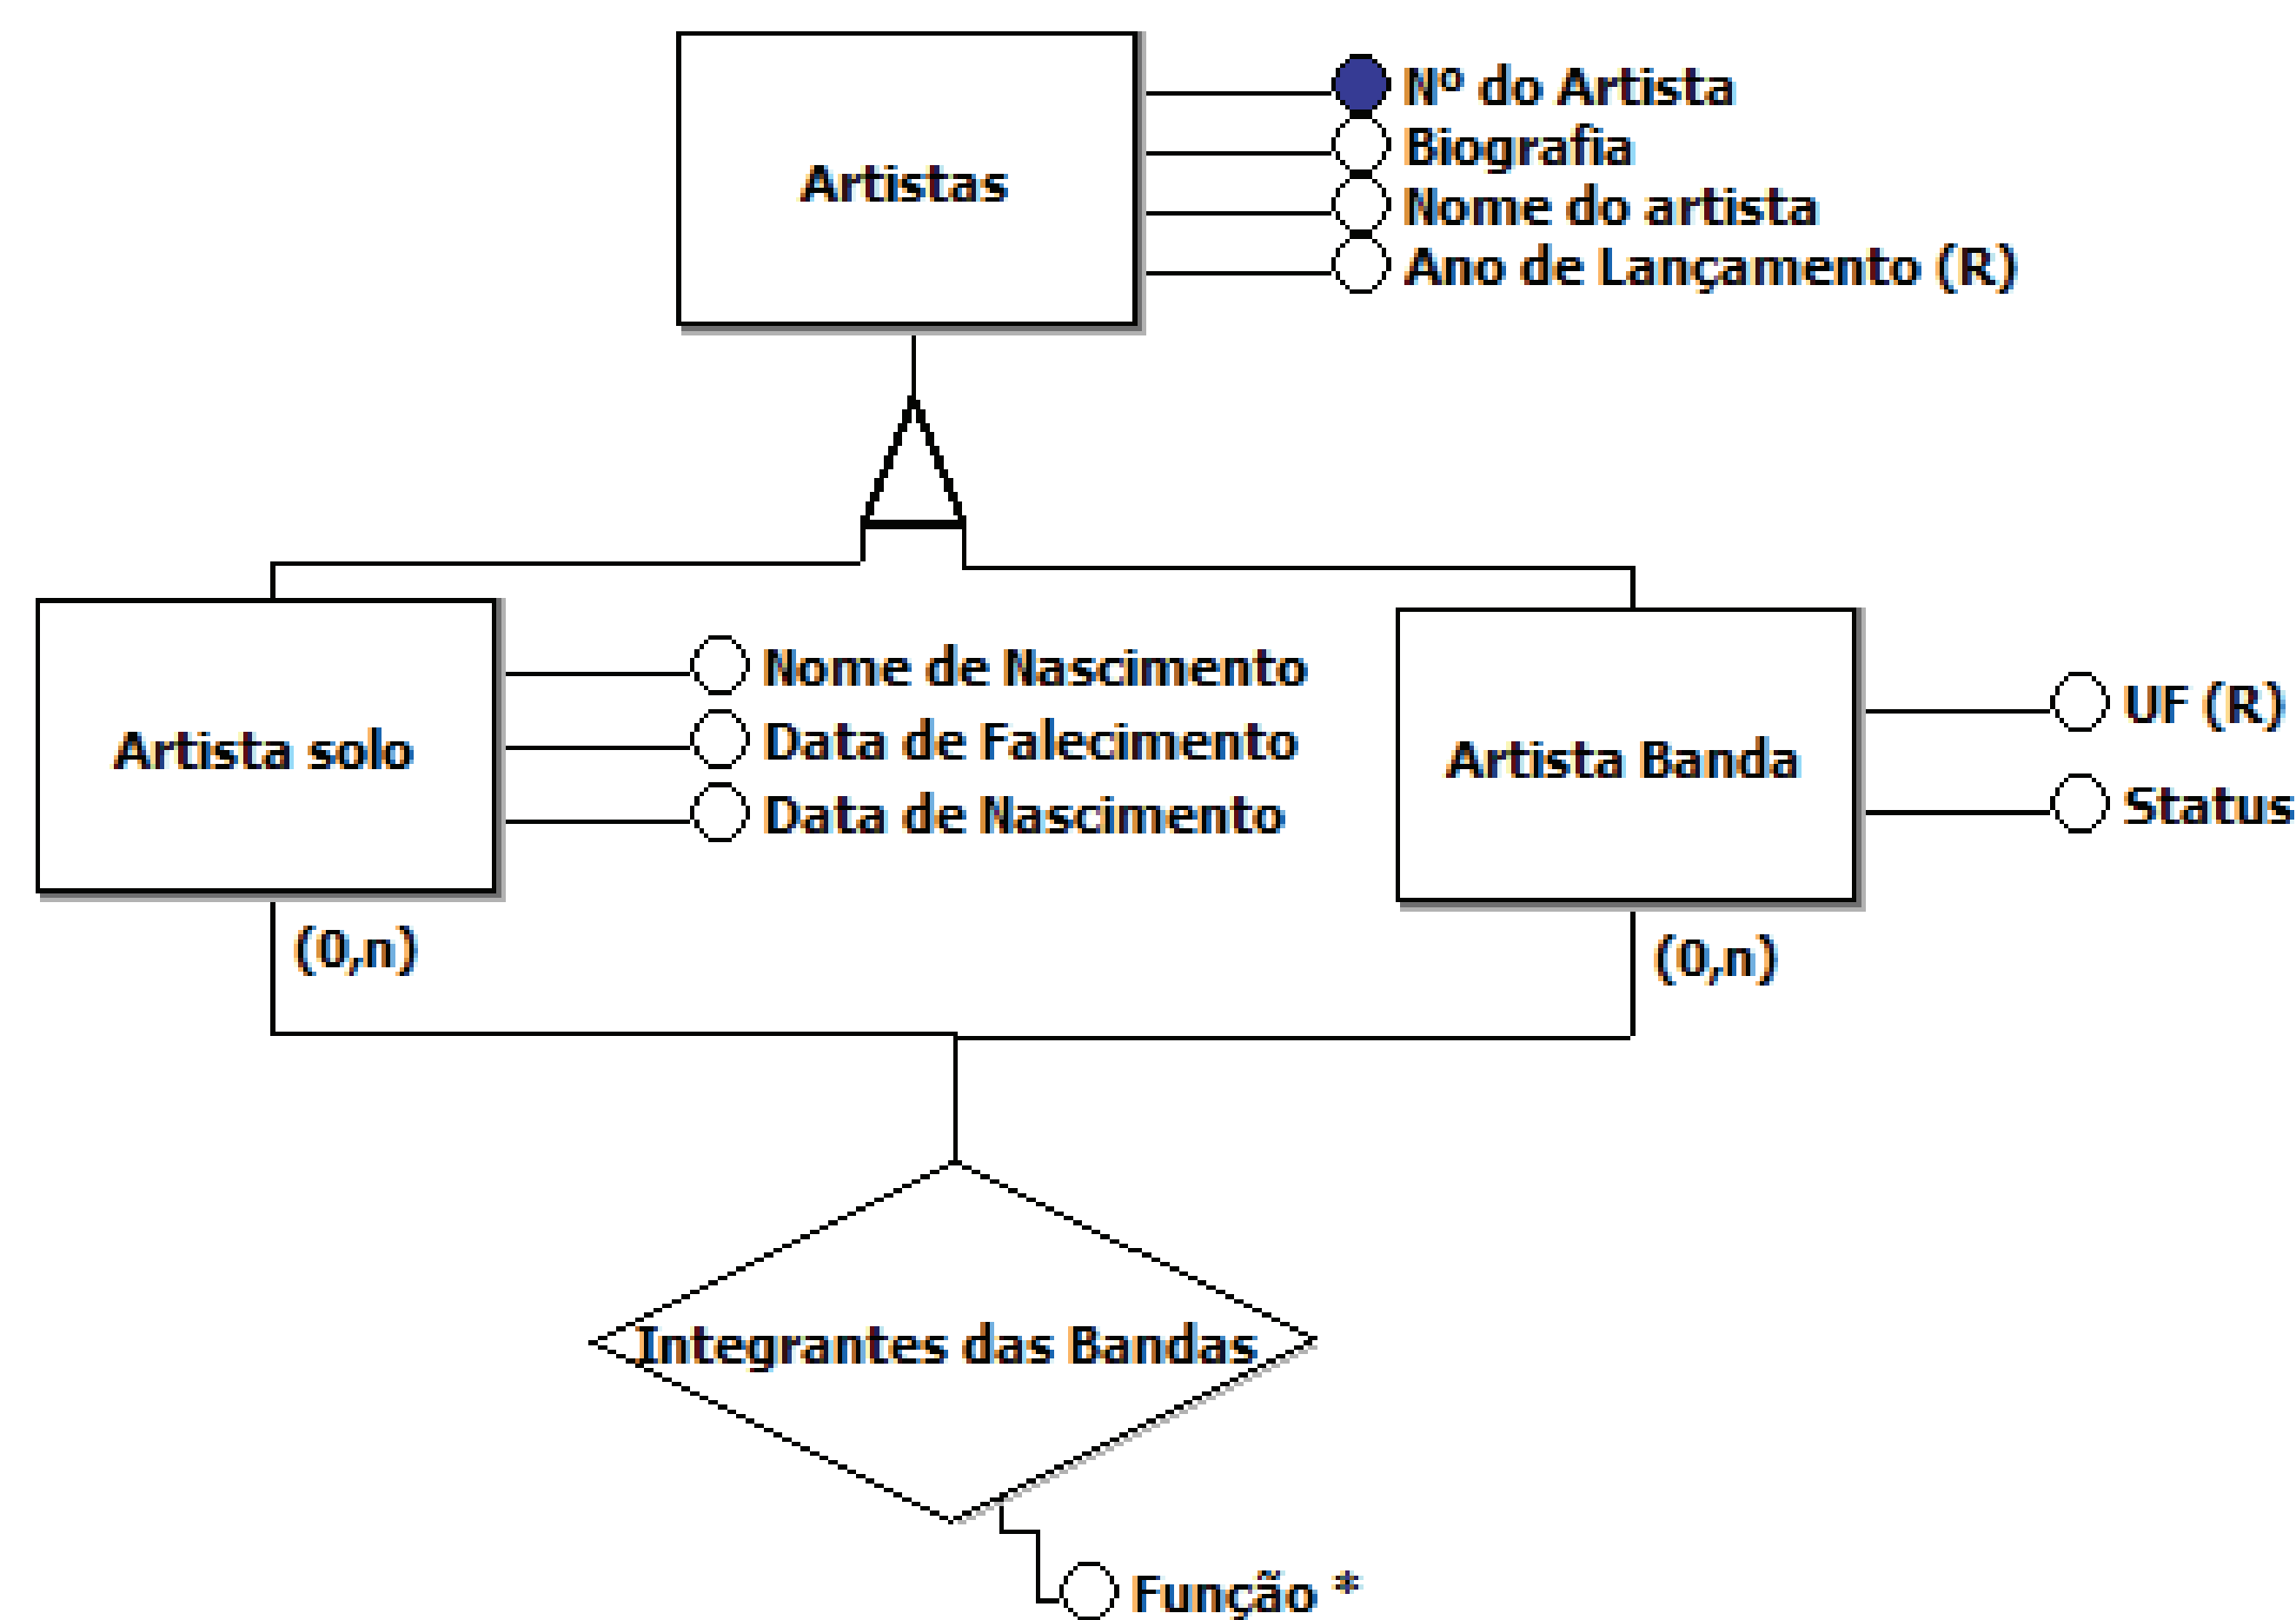 Artistas
Nº do Artista
Biografia
Nome do artista
Ano de Lançamento (R)
Artista solo
Nome de Nascimento
Data de Falecimento
Data de Nascimento
Artista Banda
UF (R)
Status
(0,n)
(0,n)
Integrantes das Bandas
Função *